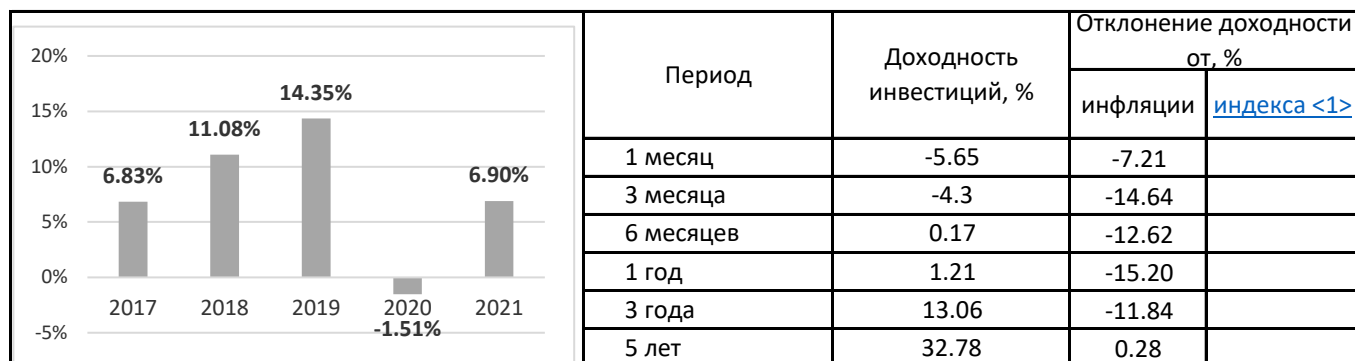 20%
15%
10%
5%
0%
-5%
6.83%
11.08%
14.35%
-1.51%
6.90%
2017 2018 2019 2020 2021
Период
Доходность
инвестиций, %
Отклонение доходности
от, %
инфляции индекса <1>
1 месяц -5.65 -7.21
3 месяца -4.3 -14.64
6 месяцев 0.17 -12.62
1 год 1.21 -15.20
3 года 13.06 -11.84
5 лет 32.78 0.28